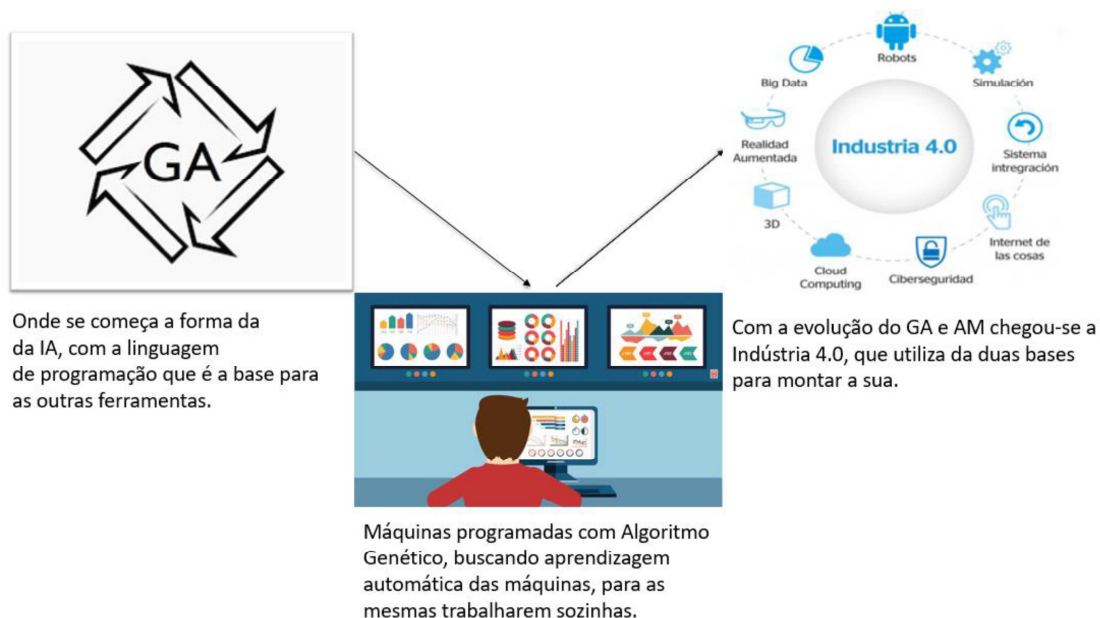 GA
Onde se começa a forma da
da IA, com a linguagem
de programação que é a base para
as outras ferramentas.
Máquinas programadas com Algoritmo
Genético, buscando aprendizagem
automática das máquinas, para as
mesmas trabalharem sozinhas.
Robots
Big Data
Simulación
Realidad
Aumentada
Industria 4.0
Sistema
intregración
3D
Internet de
las cosas
Cloud
Computing
Ciberseguridad
Com a evolução do GA e AM chegou-se a
Indústria 4.0, que utiliza da duas bases
para montar a sua.